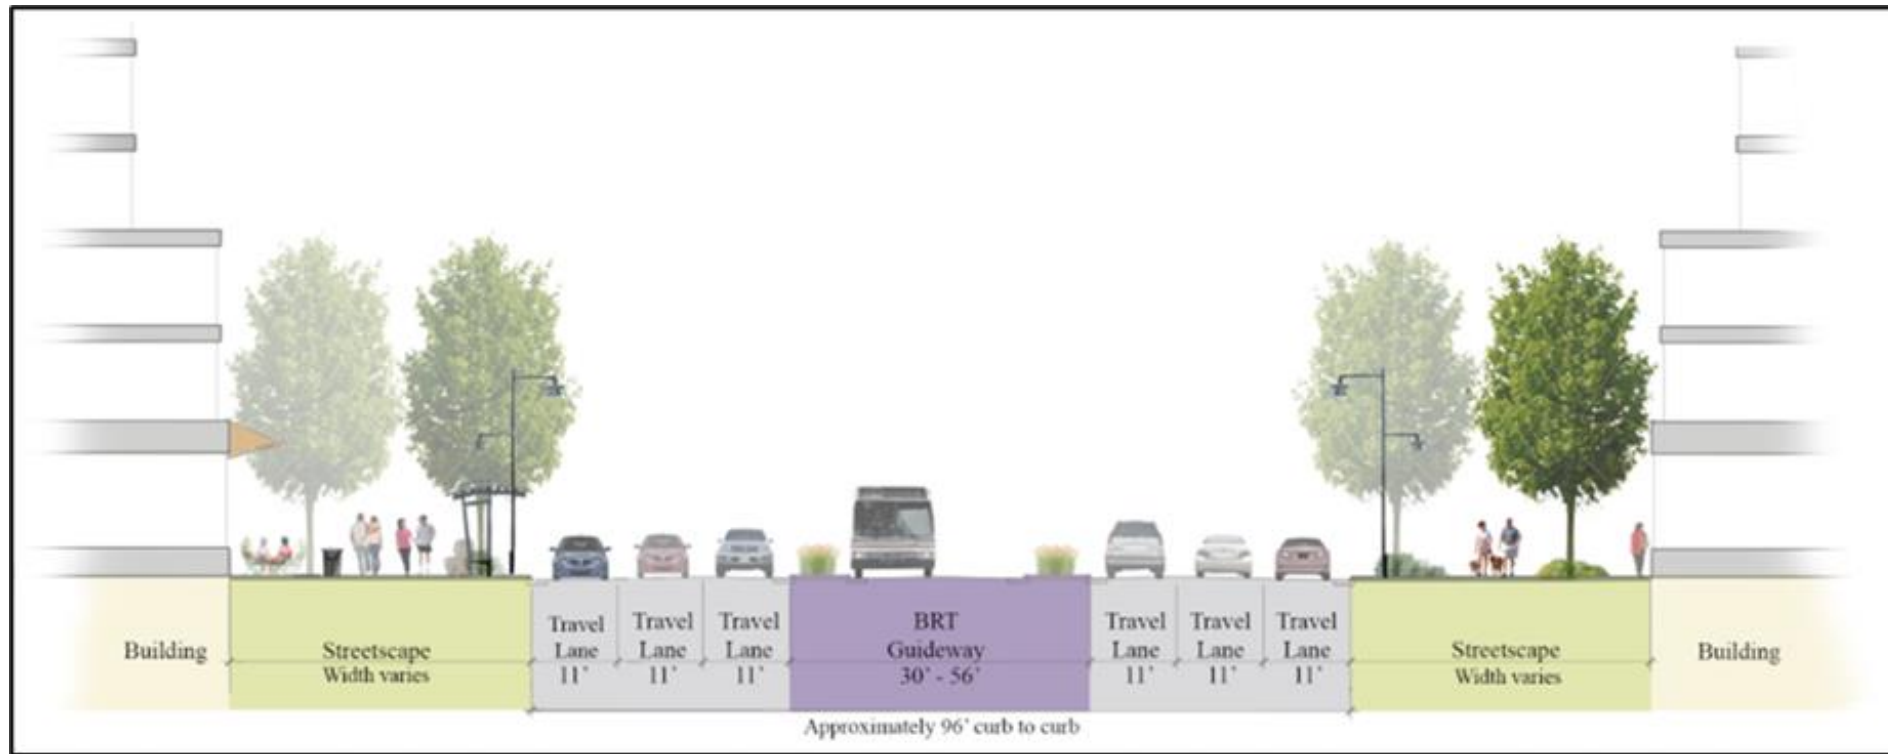 Building
Streetscape
Width varies
Travel
Lane
11'
Travel
Lane
11'
Travel
Lane
11'
BRT
Guideway
30' - 56'
Travel
Lane
11'
Travel
Lane
11'
Travel
Lane
11'
Streetscape
Width varies
Building
Approximately 96' curb to curb